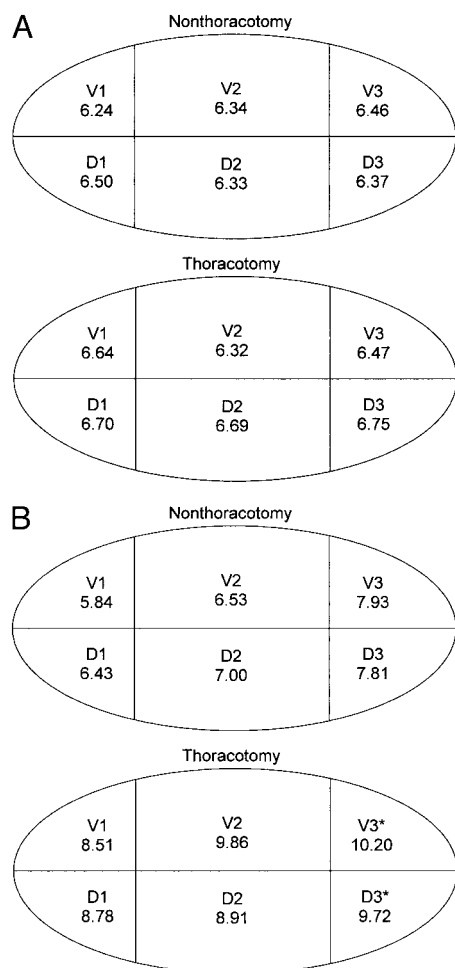 A
Nonthoracotomy
V1 V2 V3
6.24 6.34 6.46
D1 D2 D3
6.50 6.33 6.37
Thoracotomy
V1 V2 V3
6.64 6.32 6.47
D1 D2 D3
6.70 6.69 6.75
B
Nonthoracotomy
V1 V2 V3
5.84 6.53 7.93
D1 D2 D3
6.43 7.00 7.81
Thoracotomy
V1 V2 V3*
8.51 9.86 10.20
D1 D2 D3*
8.78 8.91 9.72